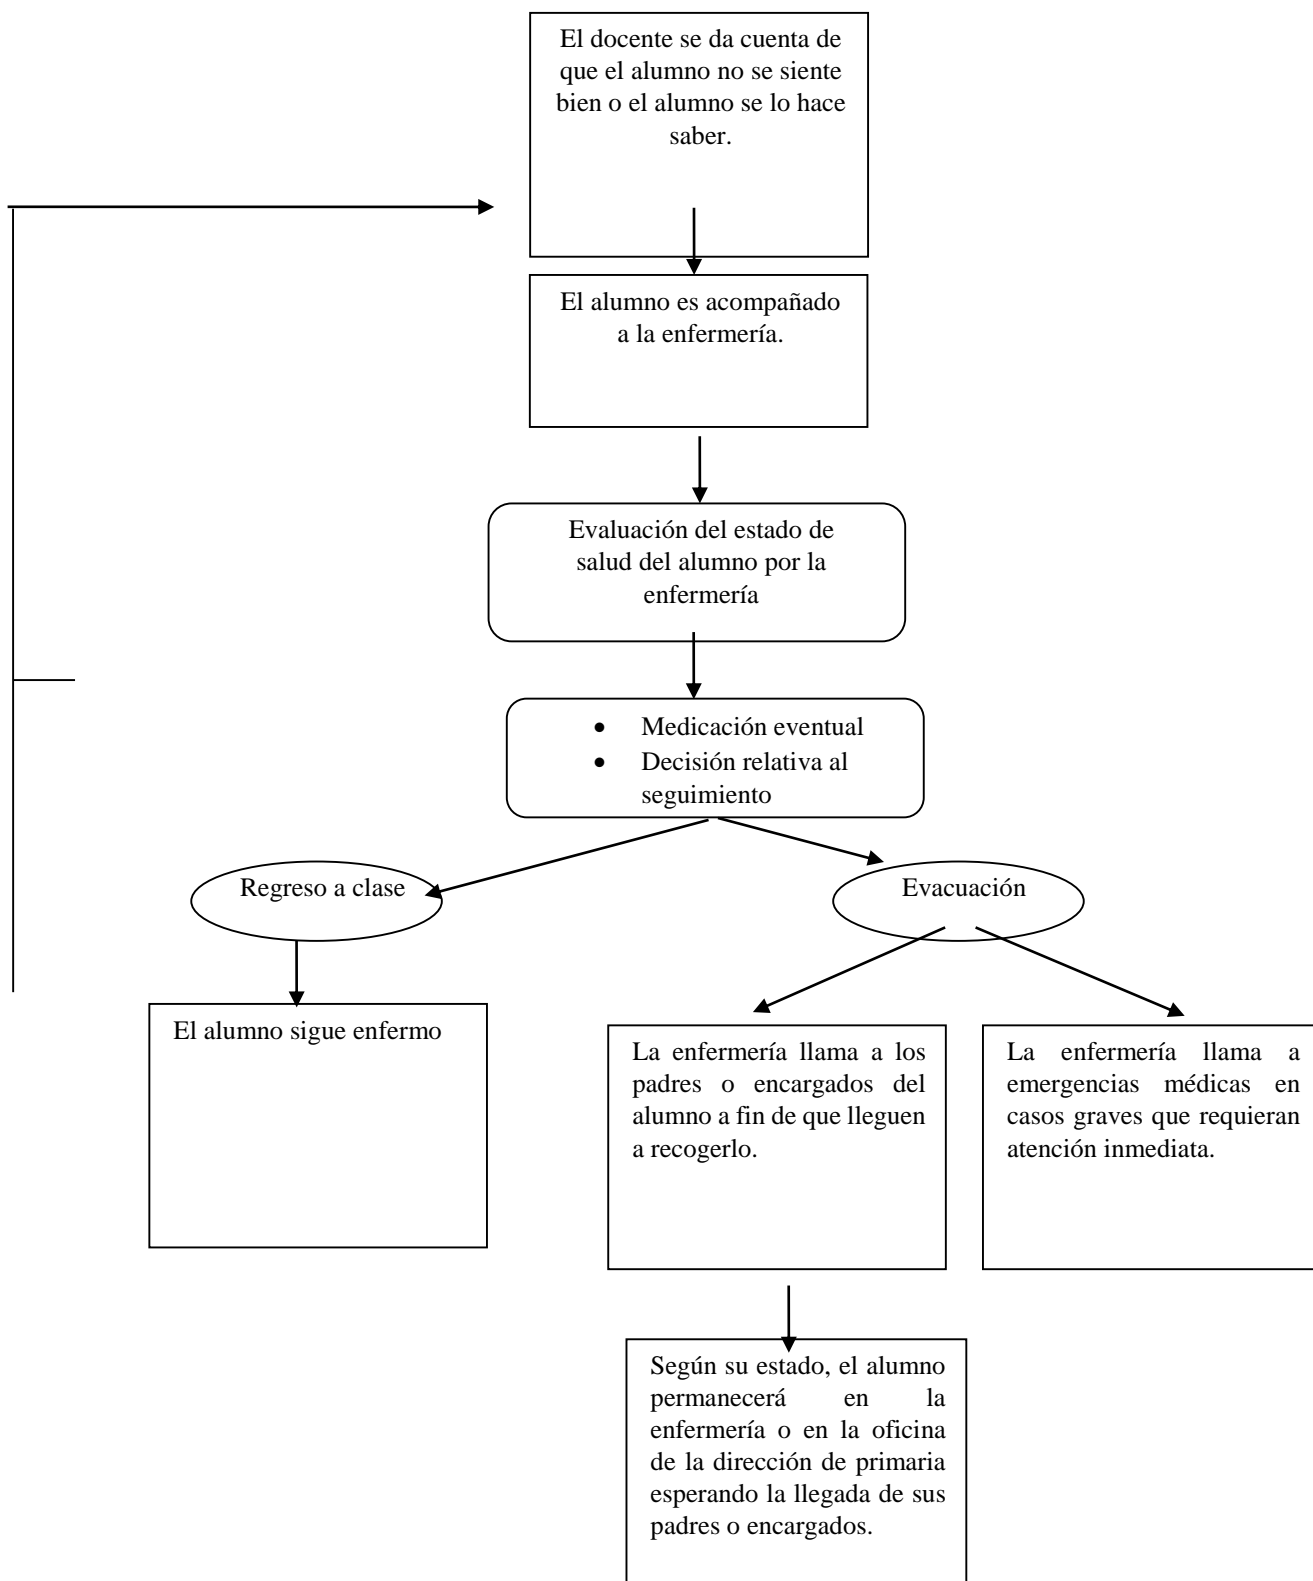 El docente se da cuenta de
que el alumno no se siente
bien o el alumno se lo hace
saber.
El alumno es acompañado
a la enfermería.
Evaluación del estado de
salud del alumno por la
enfermería
• Medicación eventual
• Decisión relativa al
seguimiento
Regreso a clase
Evacuación
El alumno sigue enfermo
La enfermería llama a los
padres o encargados del
alumno a fin de que lleguen
a recogerlo.
La enfermería llama a
emergencias médicas en
casos graves que requieran
atención inmediata.
Según su estado, el alumno
permanecerá en la
enfermería o en la oficina
de la dirección de primaria
esperando la llegada de sus
padres o encargados.